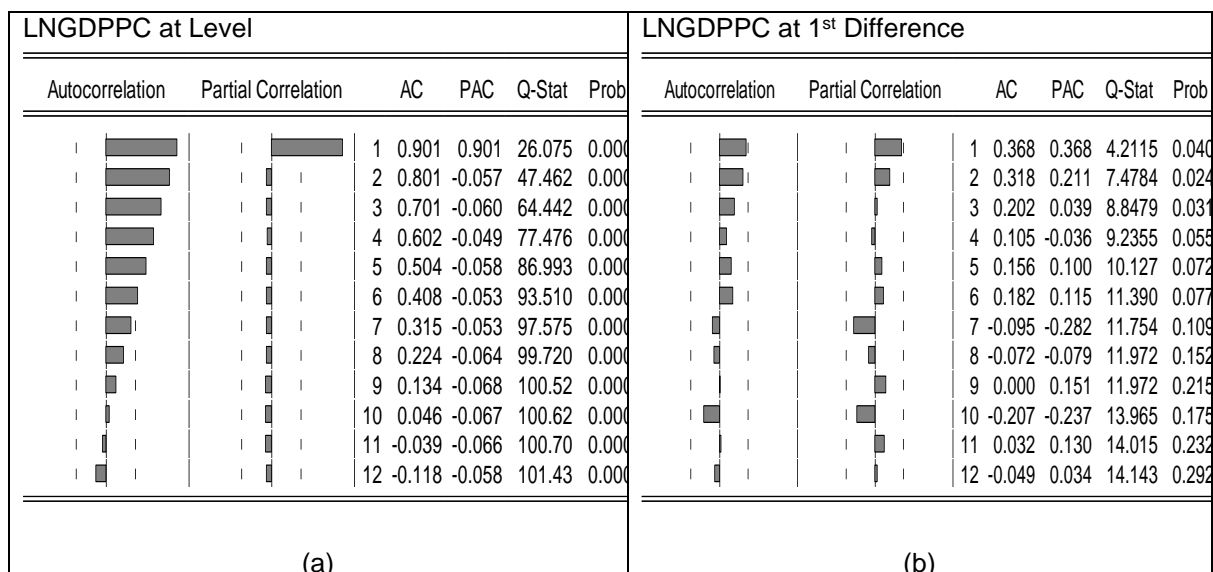 LNGDPPC at Level
Autocorrelation Partial Correlation AC PAC Q-Stat Prob
1 0.901 0.901 26.075 0.000
2 0.801 -0.057 47.462 0.000
3 0.701 -0.060 64.442 0.000
4 0.602 -0.049 77.476 0.000
5 0.504 -0.058 86.993 0.000
6 0.408 -0.053 93.510 0.000
7 0.315 -0.053 97.575 0.000
8 0.224 -0.064 99.720 0.000
9 0.134 -0.068 100.52 0.000
10 0.046 -0.067 100.62 0.000
11 -0.039 -0.066 100.70 0.000
12 -0.118 -0.058 101.43 0.000
(a)
LNGDPPC at 1st Difference
Autocorrelation Partial Correlation AC PAC Q-Stat Prob
1 0.368 0.368 4.2115 0.040
2 0.318 0.211 7.4784 0.024
3 0.202 0.039 8.8479 0.031
4 0.105 -0.036 9.2355 0.055
5 0.156 0.100 10.127 0.072
6 0.182 0.115 11.390 0.077
7 -0.095 -0.282 11.754 0.109
8 -0.072 -0.079 11.972 0.152
9 0.000 0.151 11.972 0.215
10 -0.207 -0.237 13.965 0.175
11 0.032 0.130 14.015 0.232
12 -0.049 0.034 14.143 0.292
(b)